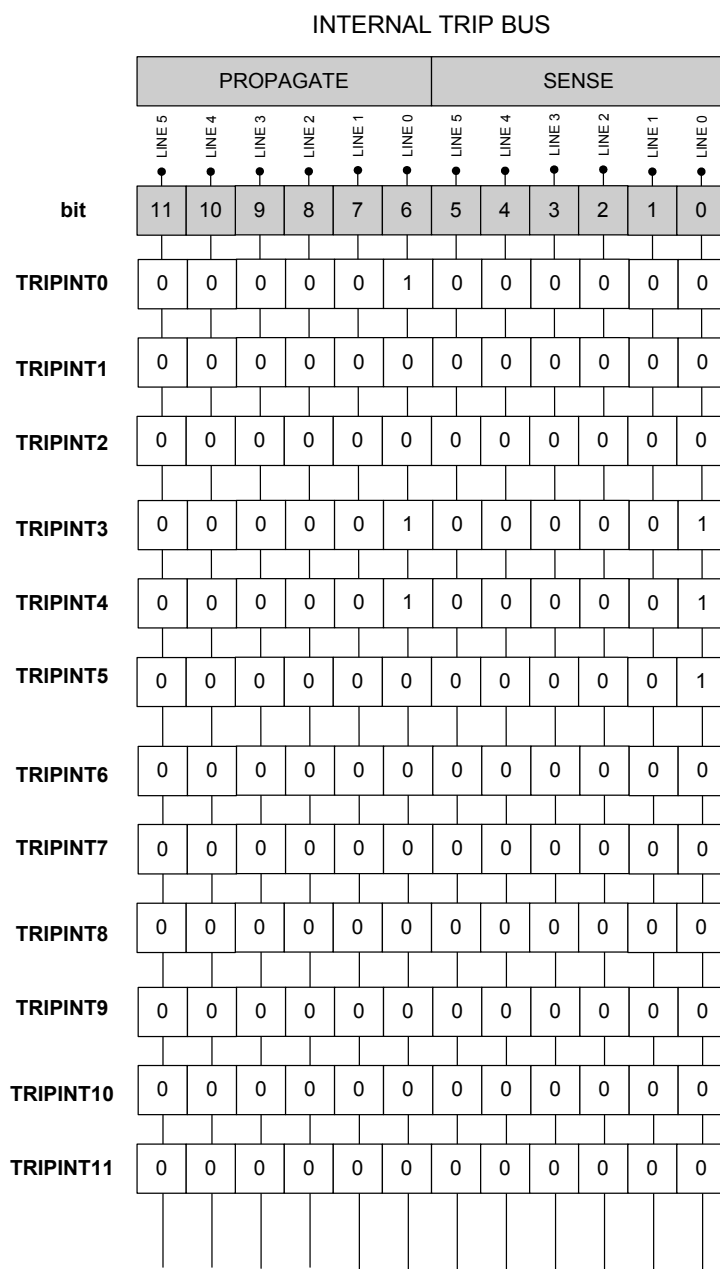 INTERNAL TRIP BUS
PROPAGATE SENSE
LINE 5 LINE 4 LINE 3 LINE 2 LINE 1 LINE 0 LINE 5 LINE 4 LINE 3 LINE 2 LINE 1 LINE 0
bit 11 10 9 8 7 6 5 4 3 2 1 0
TRIPINT0 0 0 0 0 0 1 0 0 0 0 0 0
TRIPINT1 0 0 0 0 0 0 0 0 0 0 0 0
TRIPINT2 0 0 0 0 0 0 0 0 0 0 0 0
TRIPINT3 0 0 0 0 0 1 0 0 0 0 0 1
TRIPINT4 0 0 0 0 0 1 0 0 0 0 0 1
TRIPINT5 0 0 0 0 0 0 0 0 0 0 0 1
TRIPINT6 0 0 0 0 0 0 0 0 0 0 0 0
TRIPINT7 0 0 0 0 0 0 0 0 0 0 0 0
TRIPINT8 0 0 0 0 0 0 0 0 0 0 0 0
TRIPINT9 0 0 0 0 0 0 0 0 0 0 0 0
TRIPINT10 0 0 0 0 0 0 0 0 0 0 0 0
TRIPINT11 0 0 0 0 0 0 0 0 0 0 0 0